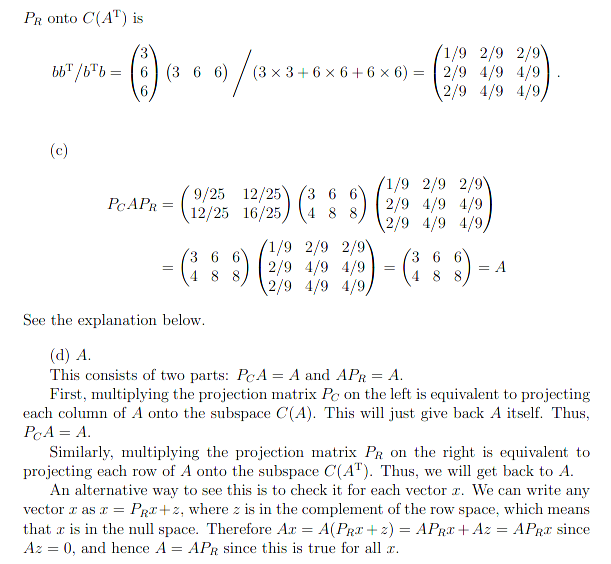 P_R onto C(A^T) is
bb^T/b^Tb = \begin{pmatrix} 3 \\ 6 \\ 6 \end{pmatrix} \begin{pmatrix} 3 & 6 & 6 \end{pmatrix} \Big/ (3 × 3 + 6 × 6 + 6 × 6) = \begin{pmatrix} 1/9 & 2/9 & 2/9 \\ 2/9 & 4/9 & 4/9 \\ 2/9 & 4/9 & 4/9 \end{pmatrix}.
(c)
P_C A P_R = \begin{pmatrix} 9/25 & 12/25 \\ 12/25 & 16/25 \end{pmatrix} \begin{pmatrix} 3 & 6 & 6 \\ 4 & 8 & 8 \end{pmatrix} \begin{pmatrix} 1/9 & 2/9 & 2/9 \\ 2/9 & 4/9 & 4/9 \\ 2/9 & 4/9 & 4/9 \end{pmatrix}
= \begin{pmatrix} 3 & 6 & 6 \\ 4 & 8 & 8 \end{pmatrix} \begin{pmatrix} 1/9 & 2/9 & 2/9 \\ 2/9 & 4/9 & 4/9 \\ 2/9 & 4/9 & 4/9 \end{pmatrix} = \begin{pmatrix} 3 & 6 & 6 \\ 4 & 8 & 8 \end{pmatrix} = A
See the explanation below.
(d) A.
This consists of two parts: P_C A = A and AP_R = A.
First, multiplying the projection matrix P_C on the left is equivalent to projecting
each column of A onto the subspace C(A). This will just give back A itself. Thus,
P_C A = A.
Similarly, multiplying the projection matrix P_R on the right is equivalent to
projecting each row of A onto the subspace C(A^T). Thus, we will get back to A.
An alternative way to see this is to check it for each vector x. We can write any
vector x as x = P_R x + z, where z is in the complement of the row space, which means
that x is in the null space. Therefore Ax = A(P_R x + z) = AP_R x + Az = AP_R x since
Az = 0, and hence A = AP_R since this is true for all x.